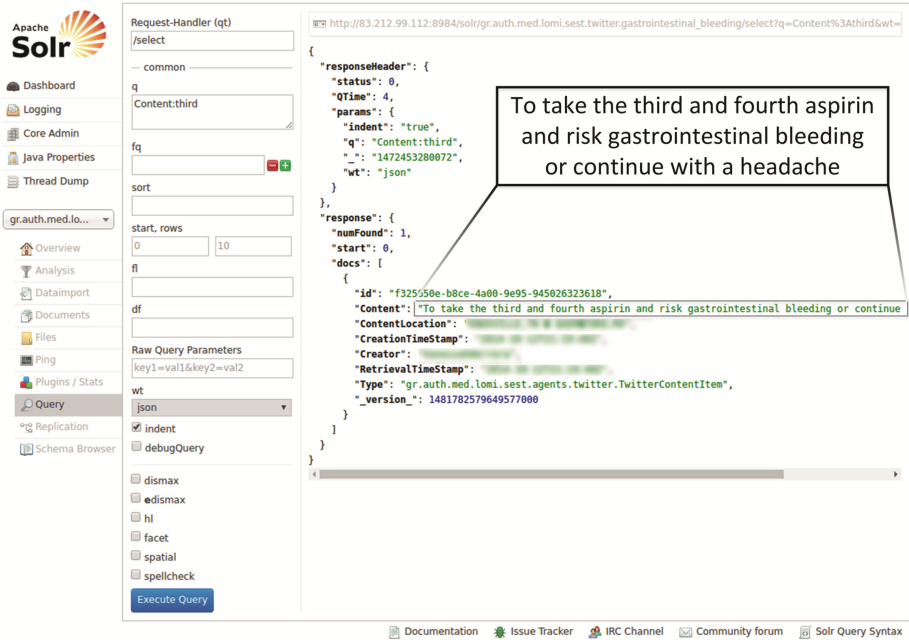 Apache
Solr
Dashboard
Logging
Core Admin
Java Properties
Thread Dump
gr.auth.med.lo...
Overview
Analysis
Dataimport
Documents
Files
Ping
Plugins / Stats
Query
Replication
Schema Browser
Request-Handler (qt)
/select
common
q
Content:third
fq
sort
start, rows
0 10
fl
df
Raw Query Parameters
key1=val1&key2=val2
wt
json
indent
debugQuery
dismax
edismax
hl
facet
spatial
spellcheck
Execute Query
http://83.212.99.112:8984/solr/gr.auth.med.lomi.sest.twitter.gastrointestinal_bleeding/select?q=Content%3Athird&wt=
{
"responseHeader": {
"status": 0,
"QTime": 4,
"params": {
"indent": "true",
"q": "Content:third",
"_": "1472453280072",
"wt": "json"
}
},
"response": {
"numFound": 1,
"start": 0,
"docs": [
{
"id": "f325950e-b8ce-4a00-9e95-945026323618",
"Content": "To take the third and fourth aspirin and risk gastrointestinal bleeding or continue
"ContentLocation":
"CreationTimeStamp":
"Creator":
"RetrievalTimeStamp":
"Type": "gr.auth.med.lomi.sest.agents.twitter.TwitterContentItem",
"_version_": 1481782579649577000
}
]
}
}
To take the third and fourth aspirin
and risk gastrointestinal bleeding
or continue with a headache
Documentation Issue Tracker IRC Channel Community forum Solr Query Syntax